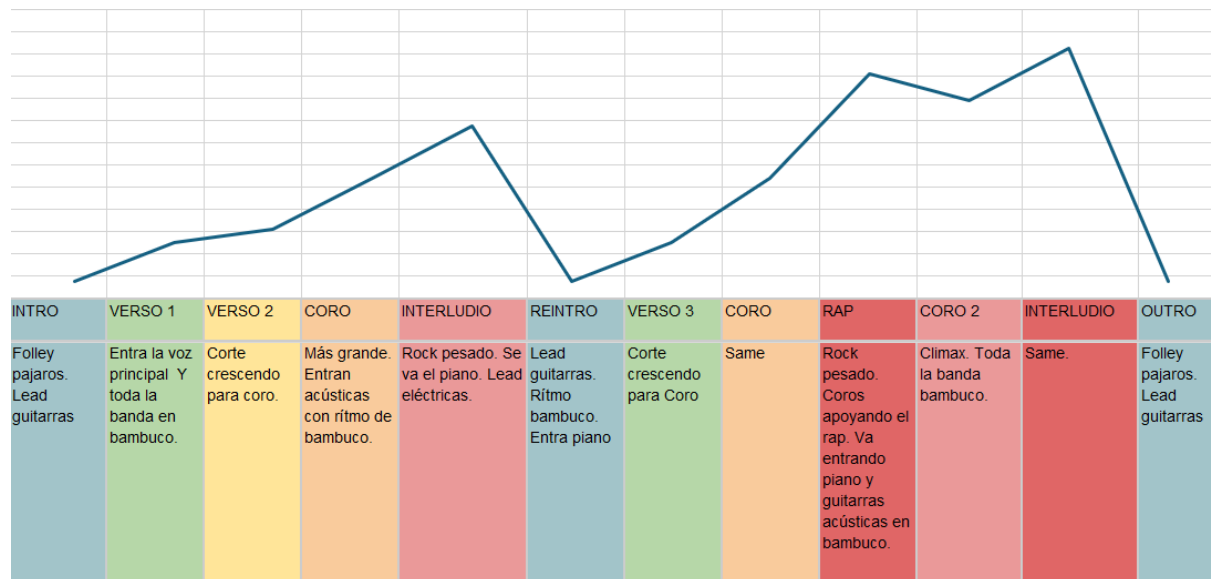 INTRO
VERSO 1
VERSO 2
CORO
INTERLUDIO
REINTRO
VERSO 3
CORO
RAP
CORO 2
INTERLUDIO
OUTRO
Folley
pajaros.
Lead
guitarras
Entra la voz
principal Y
toda la
banda en
bambuco.
Corte
crescendo
para coro.
Más grande.
Entran
acústicas
con rítmo de
bambuco.
Rock pesado. Se
va el piano. Lead
eléctricas.
Lead
guitarras.
Rítmo
bambuco.
Entra piano
Corte
crescendo
para Coro
Same
Rock
pesado.
Coros
apoyando el
rap. Va
entrando
piano y
guitarras
acústicas en
bambuco.
Climax. Toda
la banda
bambuco.
Same.
Folley
pajaros.
Lead
guitarras